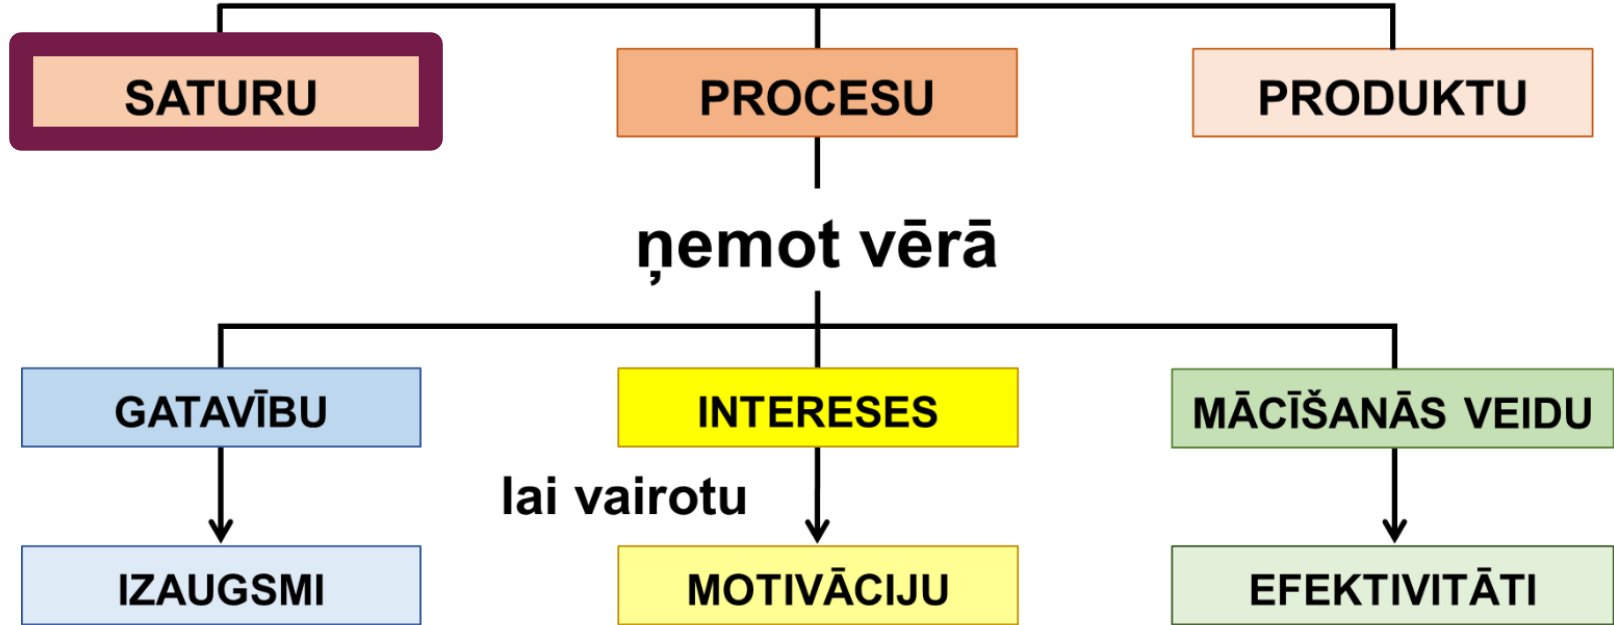 SATURU
PROCESU
PRODUKTU
ņemot vērā
GATAVĪBU
INTERESES
MĀCĪŠANĀS VEIDU
lai vairotu
IZAUGSMI
MOTIVĀCIJU
EFEKTIVITĀTI